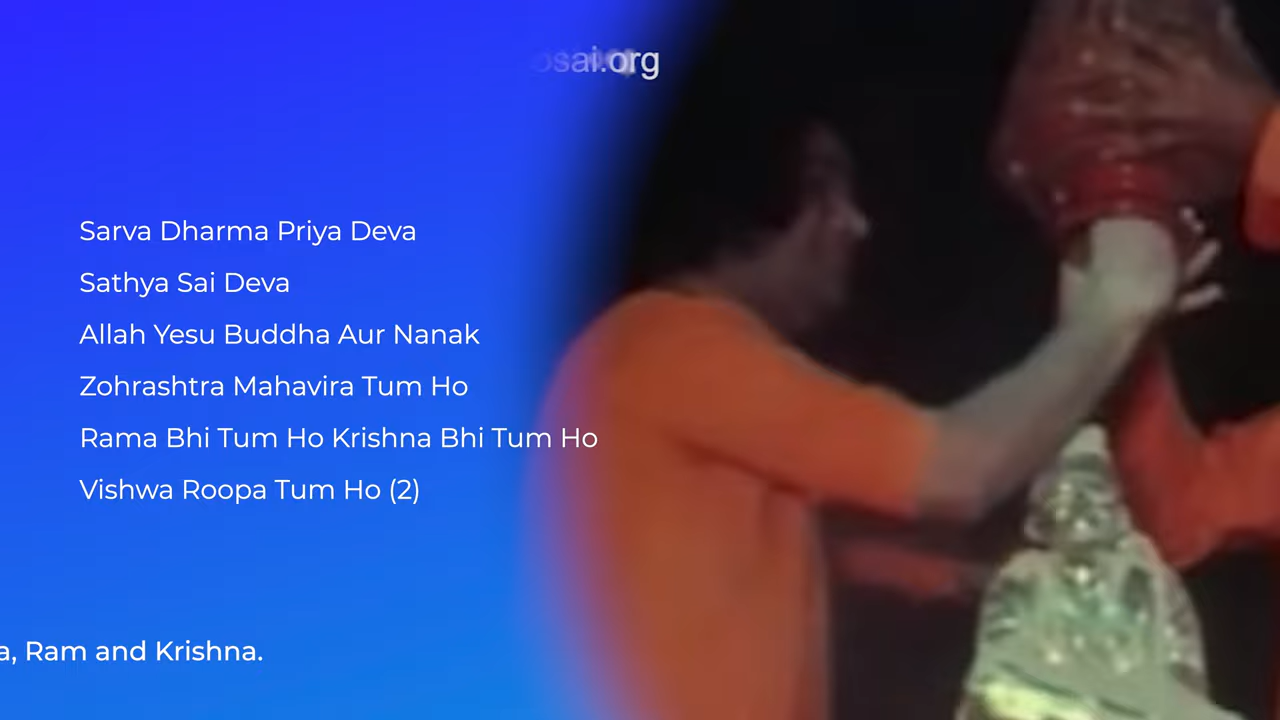 osai.org
Sarva Dharma Priya Deva
Sathya Sai Deva
Allah Yesu Buddha Aur Nanak
Zohrashtra Mahavira Tum Ho
Rama Bhi Tum Ho Krishna Bhi Tum Ho
Vishwa Roopa Tum Ho (2)
a, Ram and Krishna.